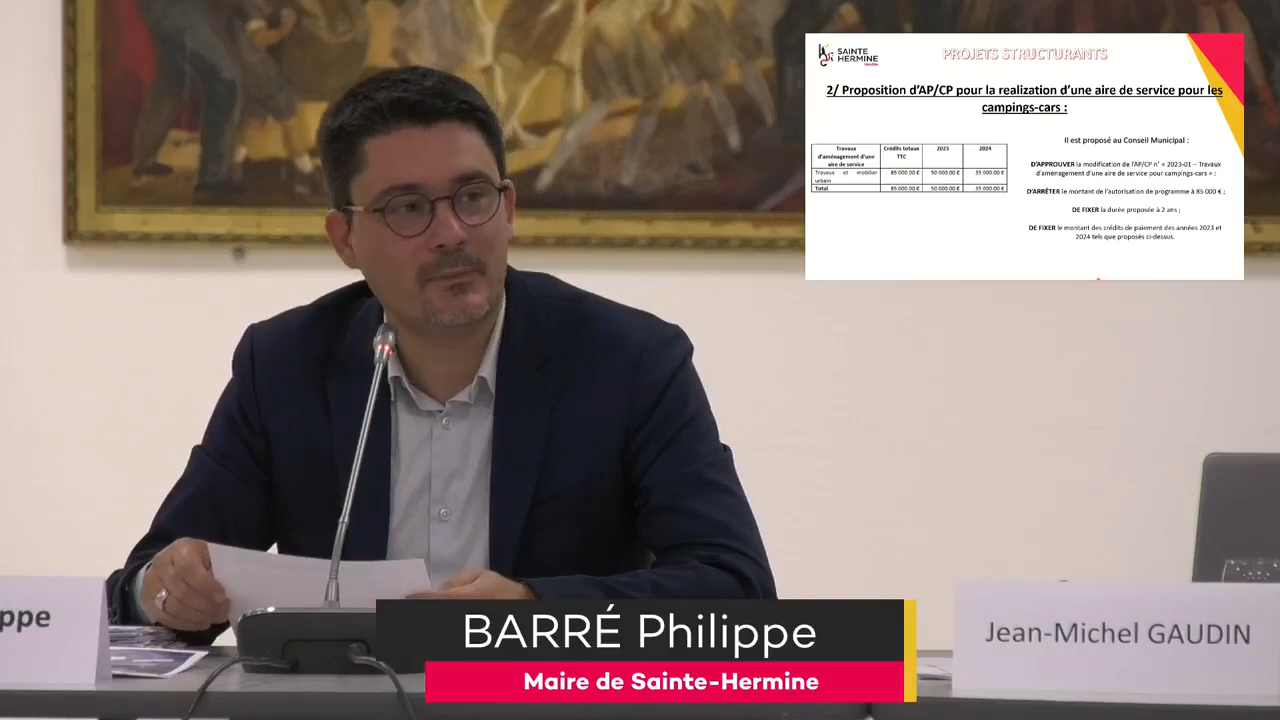 SAINTE
HERMINE
Vendée
PROJETS STRUCTURANTS
2/ Proposition d'AP/CP pour la realization d'une aire de service pour les
campings-cars :
Il est proposé au Conseil Municipal :
Travaux
d'aménagement d'une
aire de service
Crédits totaux
TTC
2023
2024
Travaux et mobilier
urbain
85 000.00 €
50 000.00 €
35 000.00 €
Total
85 000.00 €
50 000.00 €
35 000.00 €
D'APPROUVER la modification de l'AP/CP n° « 2023-01 – Travaux
d'aménagement d'une aire de service pour campings-cars » :
D'ARRÊTER le montant de l'autorisation de programme à 85 000 € ;
DE FIXER la durée proposée à 2 ans ;
DE FIXER le montant des crédits de paiement des années 2023 et
2024 tels que proposés ci-dessus.
ppe
Jean-Michel GAUDIN
BARRÉ Philippe
Maire de Sainte-Hermine